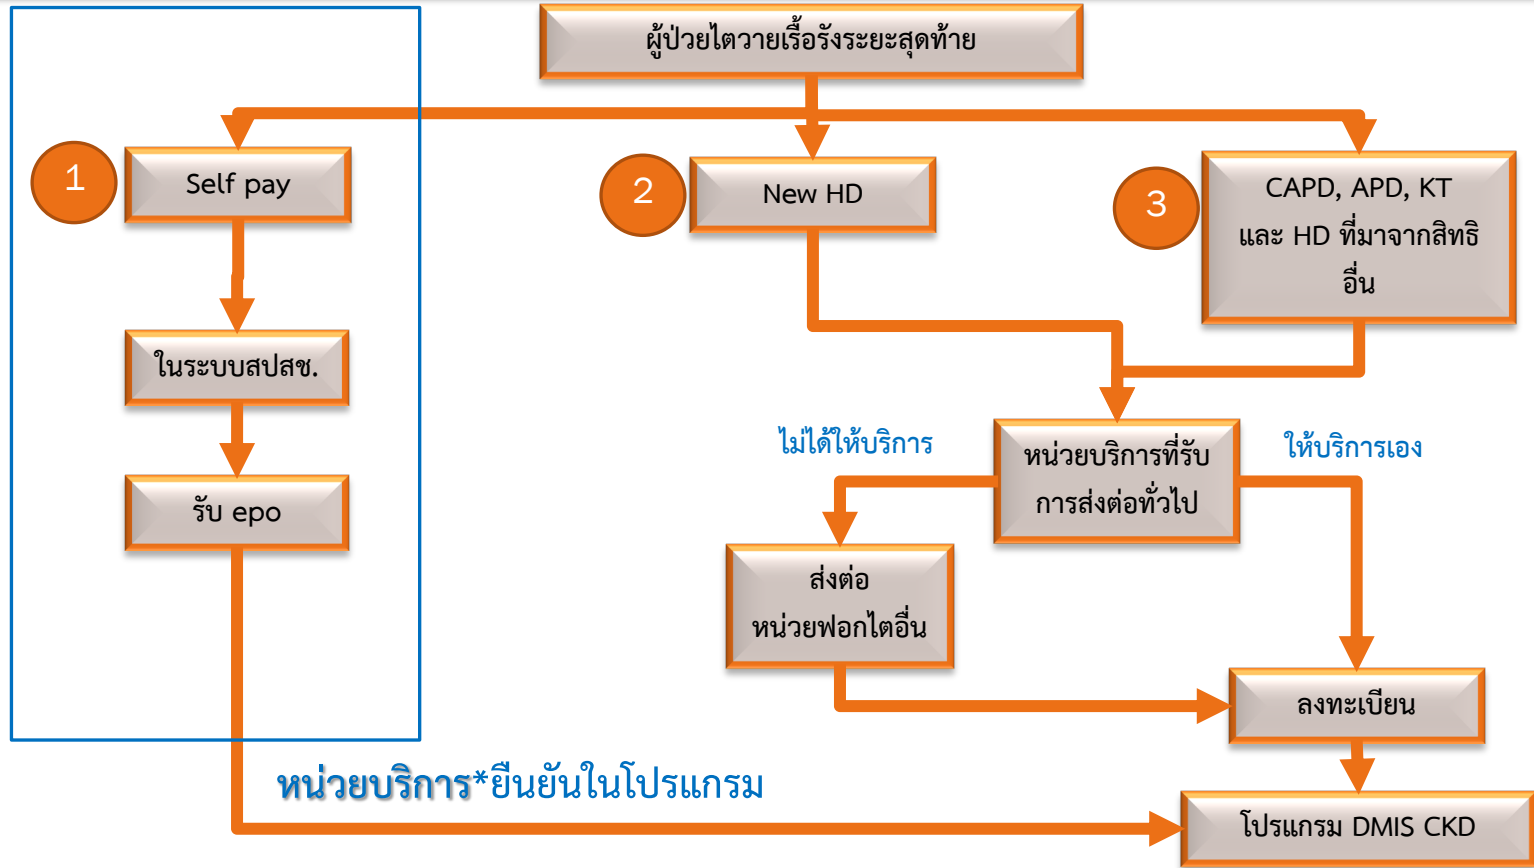 ผู้ป่วยไตวายเรื้อรังระยะสุดท้าย
1
Self pay
2
New HD
3
CAPD, APD, KT
และ HD ที่มาจากสิทธิ
อื่น
ในระบบสปสช.
รับ epo
ไม่ได้ให้บริการ
หน่วยบริการที่รับ
การส่งต่อทั่วไป
ให้บริการเอง
ส่งต่อ
หน่วยฟอกไตอื่น
ลงทะเบียน
หน่วยบริการ*ยืนยันในโปรแกรม
โปรแกรม DMIS CKD